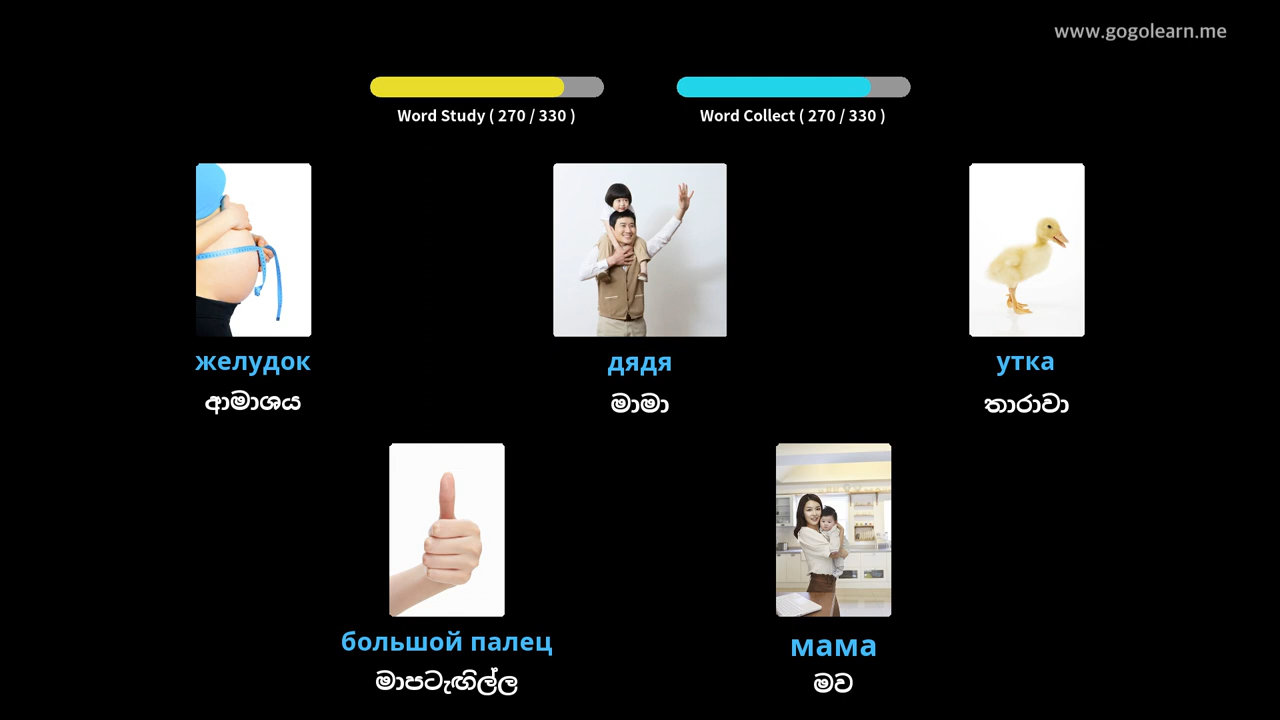 www.gogolearn.me
Word Study ( 270 / 330 )
Word Collect ( 270 / 330 )
желудок
ආමාශය
дядя
මාමා
утка
තාරාවා
большой палец
මාපටැඟිල්ල
мама
මව